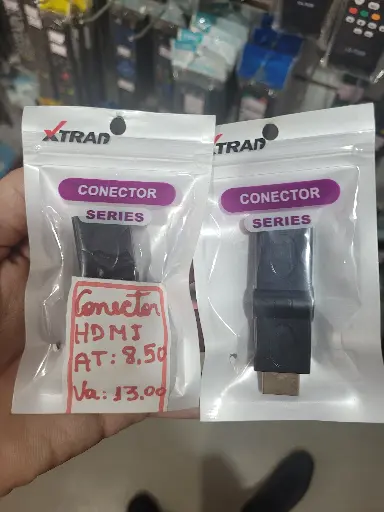 XTRAD
CONECTOR
SERIES
Conector
HDMI
AT: 8,50
Va: 13.00
XTRAD
CONECTOR
SERIES